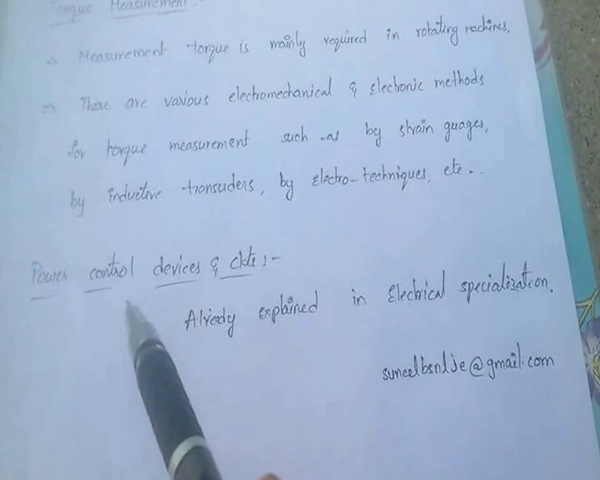 Torque Measurement:
⇒ Measurement torque is mainly required in rotating machines.
⇒ There are various electromechanical & Electronic methods
for torque measurement such as by strain guages,
by inductive transuders, by Electro-techniques, etc..
Power control devices & ckts :-
Already explained in Electrical specialization.
suneelbsnlje@gmail.com